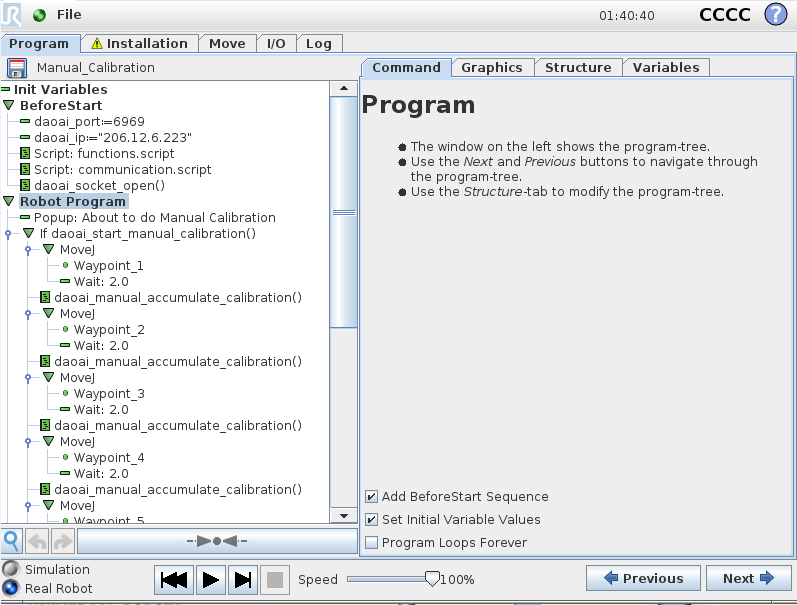 File
01:40:40
CCCC
?
Program
Installation
Move
I/O
Log
Manual_Calibration
Command
Graphics
Structure
Variables
Init Variables
BeforeStart
daoai_port:=6969
daoai_ip:="206.12.6.223"
Script: functions.script
Script: communication.script
daoai_socket_open()
Robot Program
Popup: About to do Manual Calibration
If daoai_start_manual_calibration()
MoveJ
Waypoint_1
Wait: 2.0
daoai_manual_accumulate_calibration()
MoveJ
Waypoint_2
Wait: 2.0
daoai_manual_accumulate_calibration()
MoveJ
Waypoint_3
Wait: 2.0
daoai_manual_accumulate_calibration()
MoveJ
Waypoint_4
Wait: 2.0
daoai_manual_accumulate_calibration()
MoveJ
Waypoint_5
Program
The window on the left shows the program-tree.
Use the Next and Previous buttons to navigate through
the program-tree.
Use the Structure-tab to modify the program-tree.
Add BeforeStart Sequence
Set Initial Variable Values
Program Loops Forever
Simulation
Real Robot
Speed
100%
Previous
Next